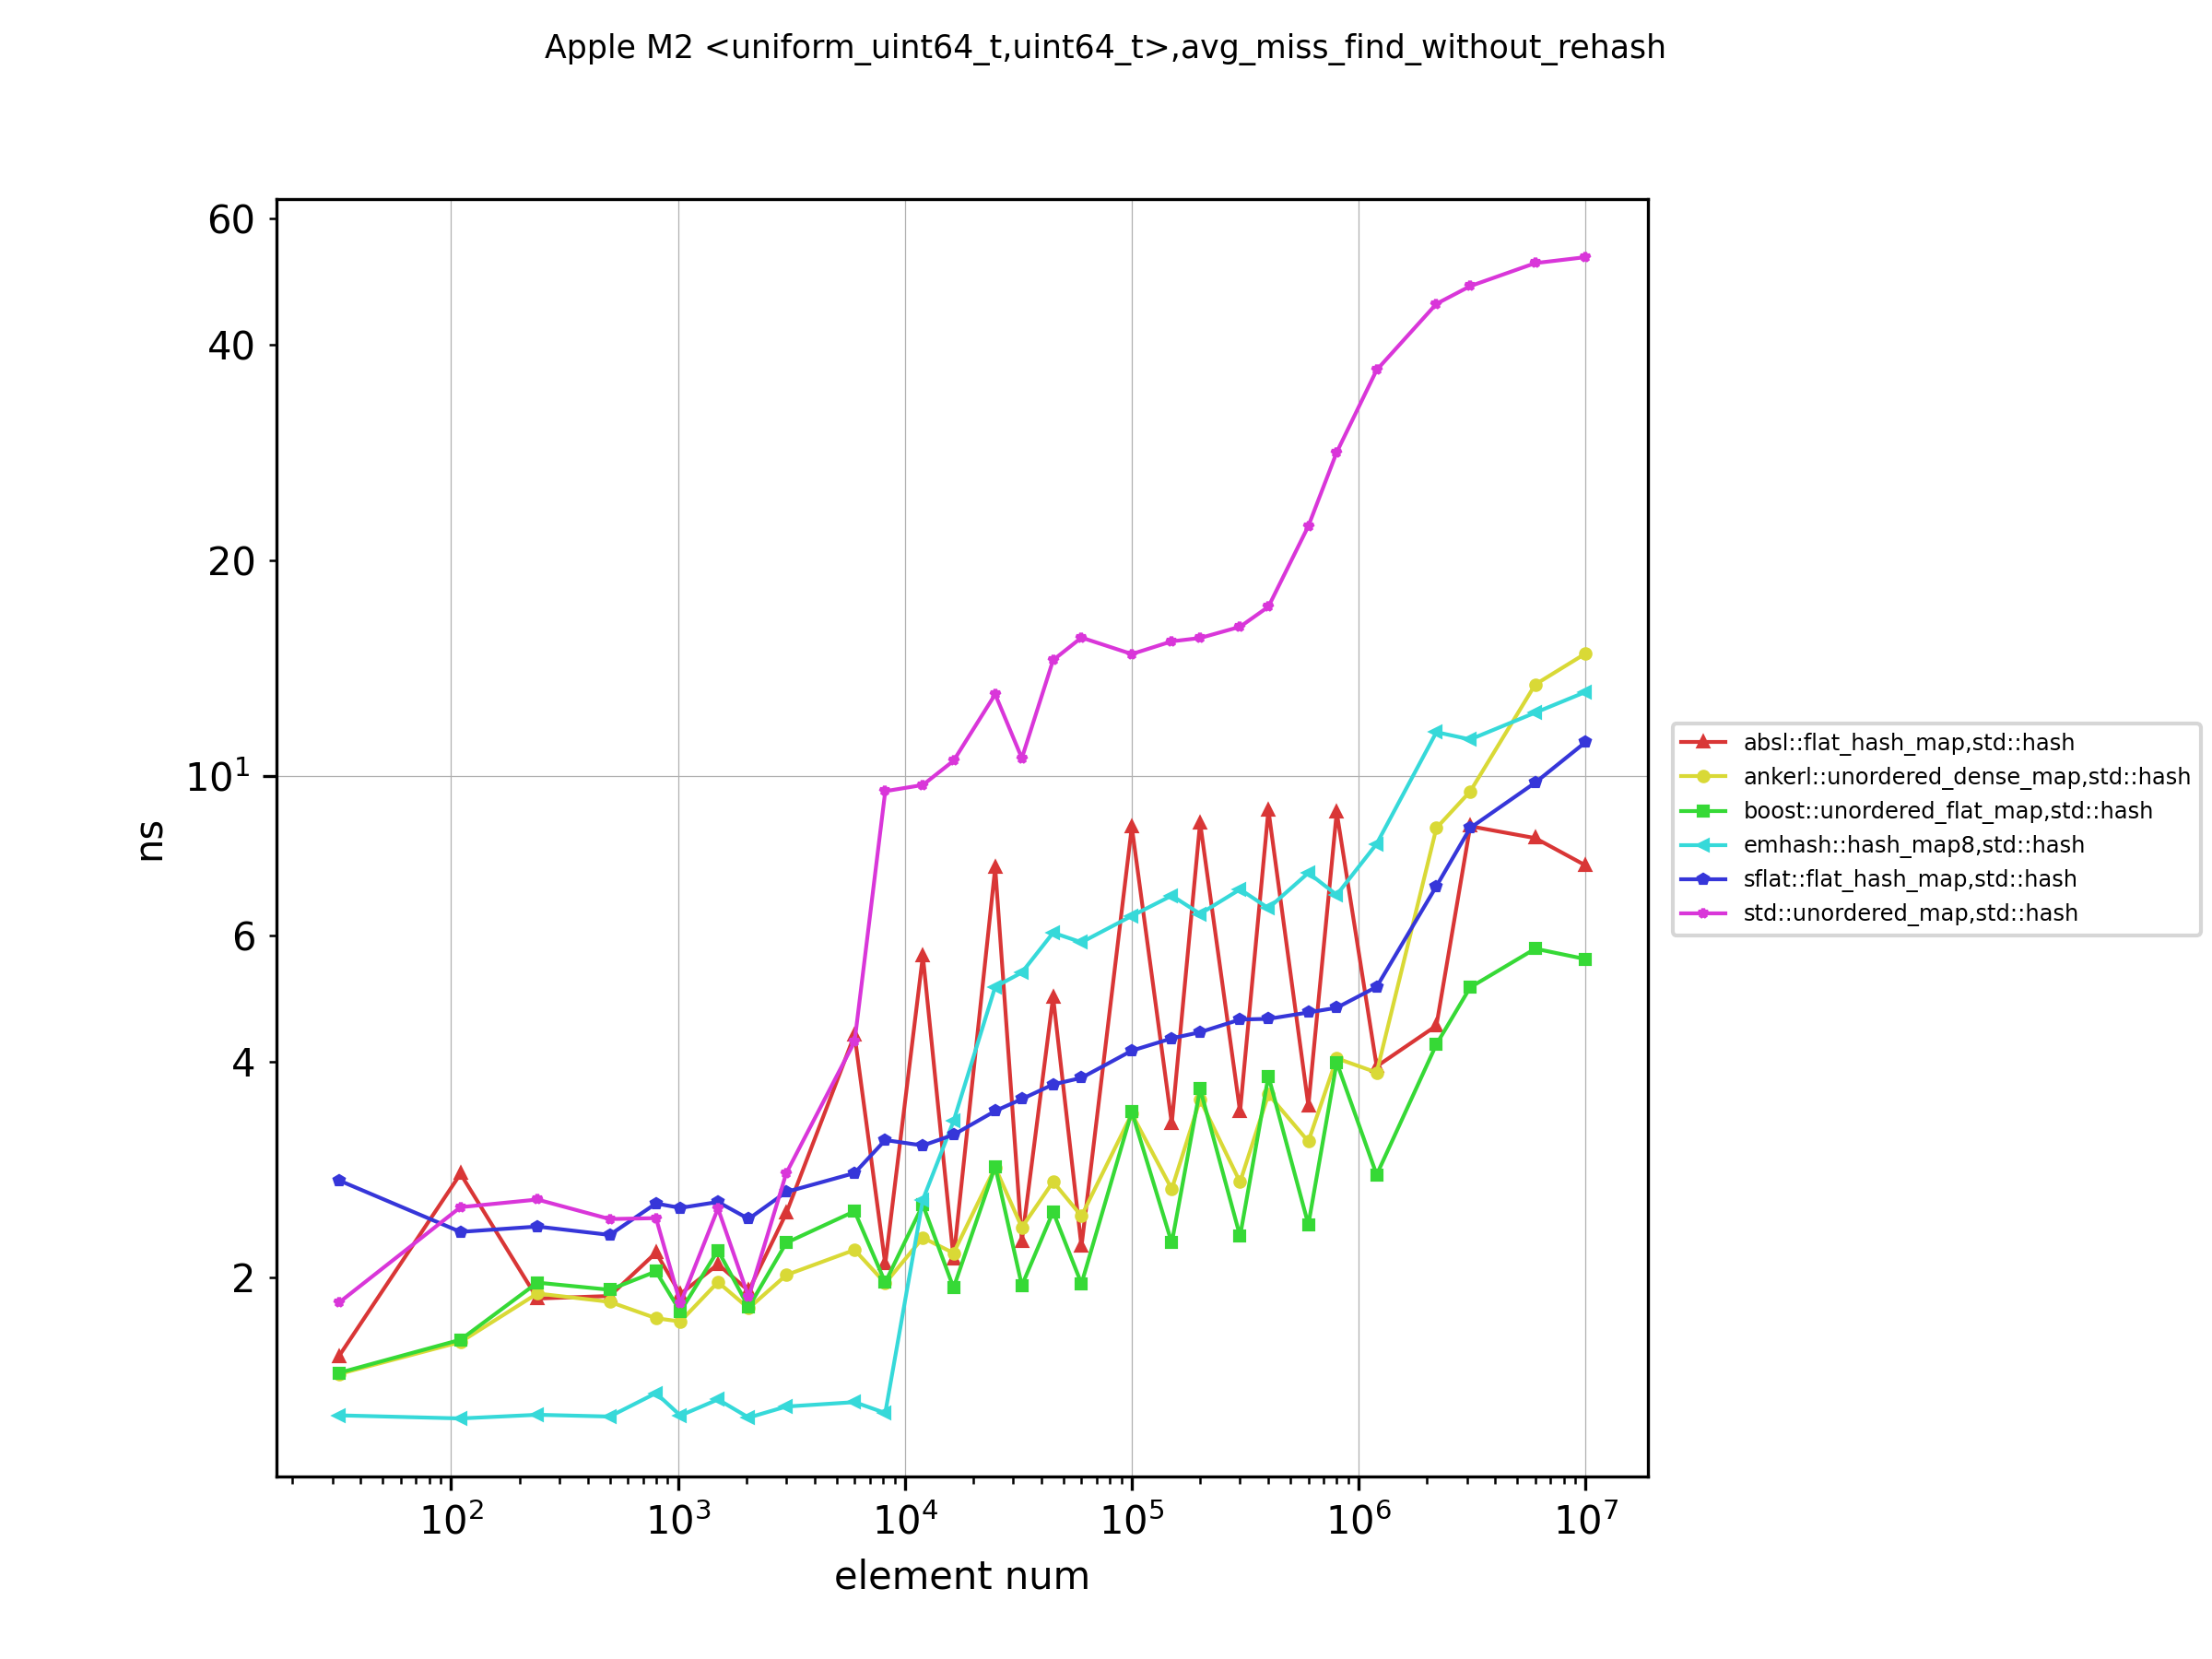 Apple M2 <uniform_uint64_t,uint64_t>,avg_miss_find_without_rehash
60
40
20
10¹
6
4
2
ns
10² 10³ 10⁴ 10⁵ 10⁶ 10⁷
element num
absl::flat_hash_map,std::hash
ankerl::unordered_dense_map,std::hash
boost::unordered_flat_map,std::hash
emhash::hash_map8,std::hash
sflat::flat_hash_map,std::hash
std::unordered_map,std::hash